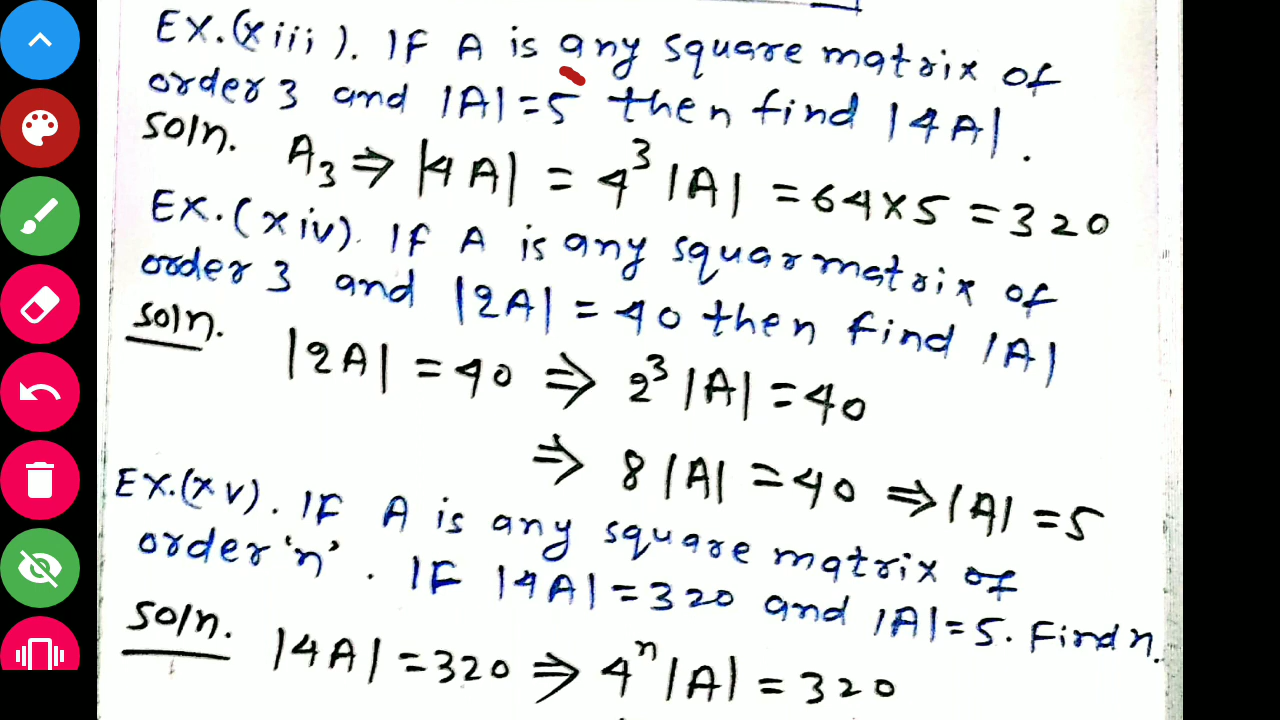 EX.(xiii). IF A is any square matrix of
order 3 and |A|=5 then find |4A|.
Soln. A₃ ⇒ |4A| = 4³|A| = 64×5 = 320
EX.(xiv). IF A is any squar matrix of
order 3 and |2A| = 40 then find |A|
Soln. |2A| = 40 ⇒ 2³|A| = 40
⇒ 8|A| = 40 ⇒ |A| = 5
EX.(xv). IF A is any square matrix of
order 'n'. IF |4A|=320 and |A|=5. Find n.
Soln. |4A| = 320 ⇒ 4ⁿ|A| = 320